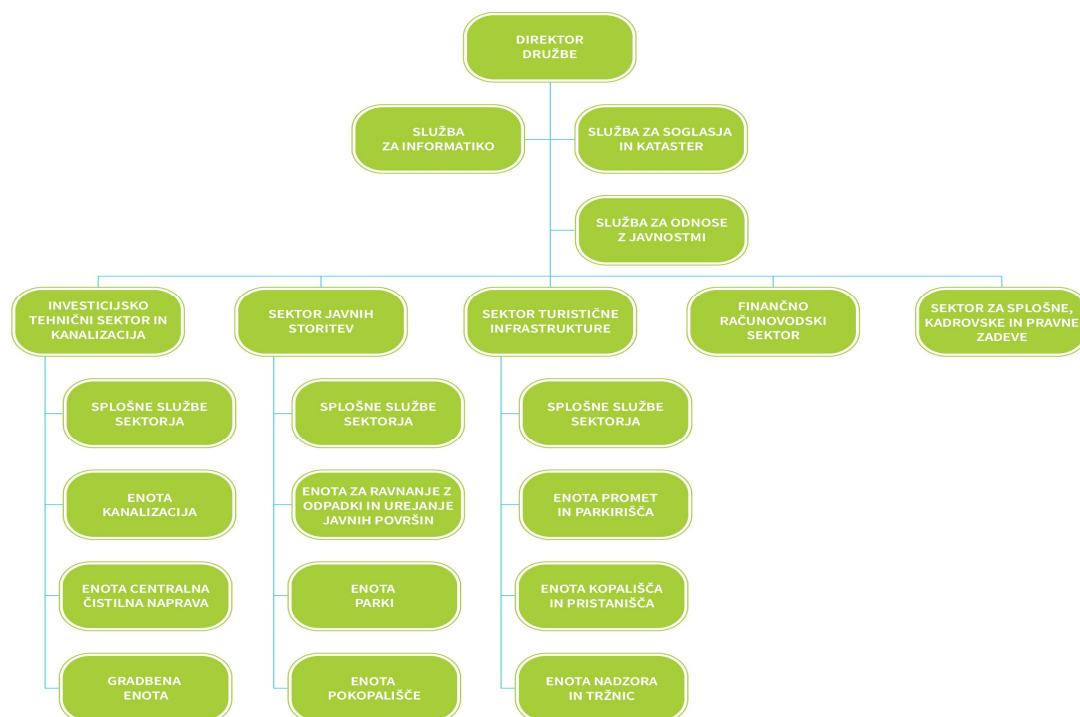 DIREKTOR
DRUŽBE
SLUŽBA
ZA INFORMATIKO
SLUŽBA ZA SOGLASJA
IN KATASTER
SLUŽBA ZA ODNOSE
Z JAVNOSTMI
INVESTICIJSKO
TEHNIČNI SEKTOR IN
KANALIZACIJA
SEKTOR JAVNIH
STORITEV
SEKTOR TURISTIČNE
INFRASTRUKTURE
FINANČNO
RAČUNOVODSKI
SEKTOR
SEKTOR ZA SPLOŠNE,
KADROVSKE IN PRAVNE
ZADEVE
SPLOŠNE SLUŽBE
SEKTORJA
SPLOŠNE SLUŽBE
SEKTORJA
SPLOŠNE SLUŽBE
SEKTORJA
ENOTA
KANALIZACIJA
ENOTA ZA RAVNANJE Z
ODPADKI IN UREJANJE
JAVNIH POVRŠIN
ENOTA PROMET
IN PARKIRIŠČA
ENOTA CENTRALNA
ČISTILNA NAPRAVA
ENOTA
PARKI
ENOTA KOPALIŠČA
IN PRISTANIŠČA
GRADBENA
ENOTA
ENOTA
POKOPALIŠČE
ENOTA NADZORA
IN TRŽNIC